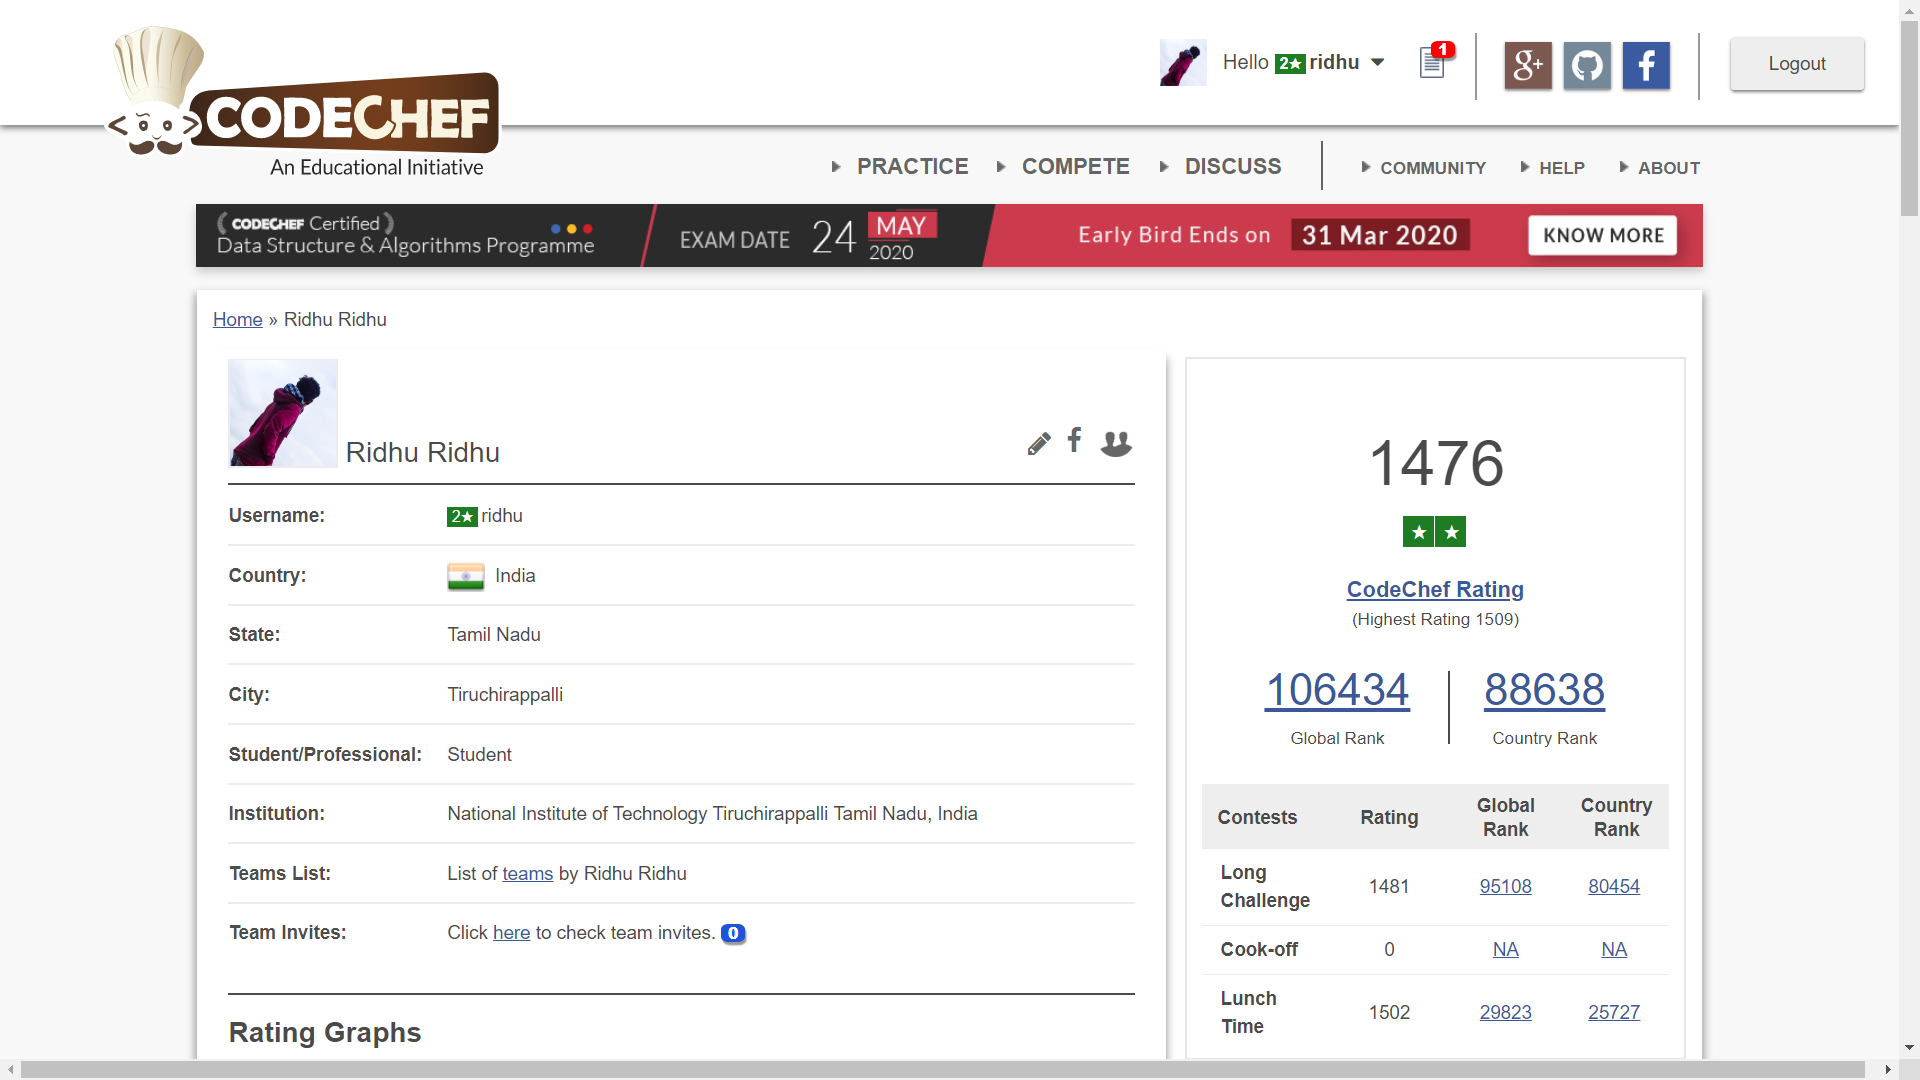 Hello 2★ ridhu
1
g+
f
Logout
CODECHEF
An Educational Initiative
PRACTICE
COMPETE
DISCUSS
COMMUNITY
HELP
ABOUT
(CODECHEF Certified)
Data Structure & Algorithms Programme
EXAM DATE
24
MAY
2020
Early Bird Ends on
31 Mar 2020
KNOW MORE
Home » Ridhu Ridhu
Ridhu Ridhu
f
Username: 2★ ridhu
Country: India
State: Tamil Nadu
City: Tiruchirappalli
Student/Professional: Student
Institution: National Institute of Technology Tiruchirappalli Tamil Nadu, India
Teams List: List of teams by Ridhu Ridhu
Team Invites: Click here to check team invites. 0
Rating Graphs
1476
★ ★
CodeChef Rating
(Highest Rating 1509)
106434
Global Rank
88638
Country Rank
Contests Rating Global Rank Country Rank
Long Challenge 1481 95108 80454
Cook-off 0 NA NA
Lunch Time 1502 29823 25727